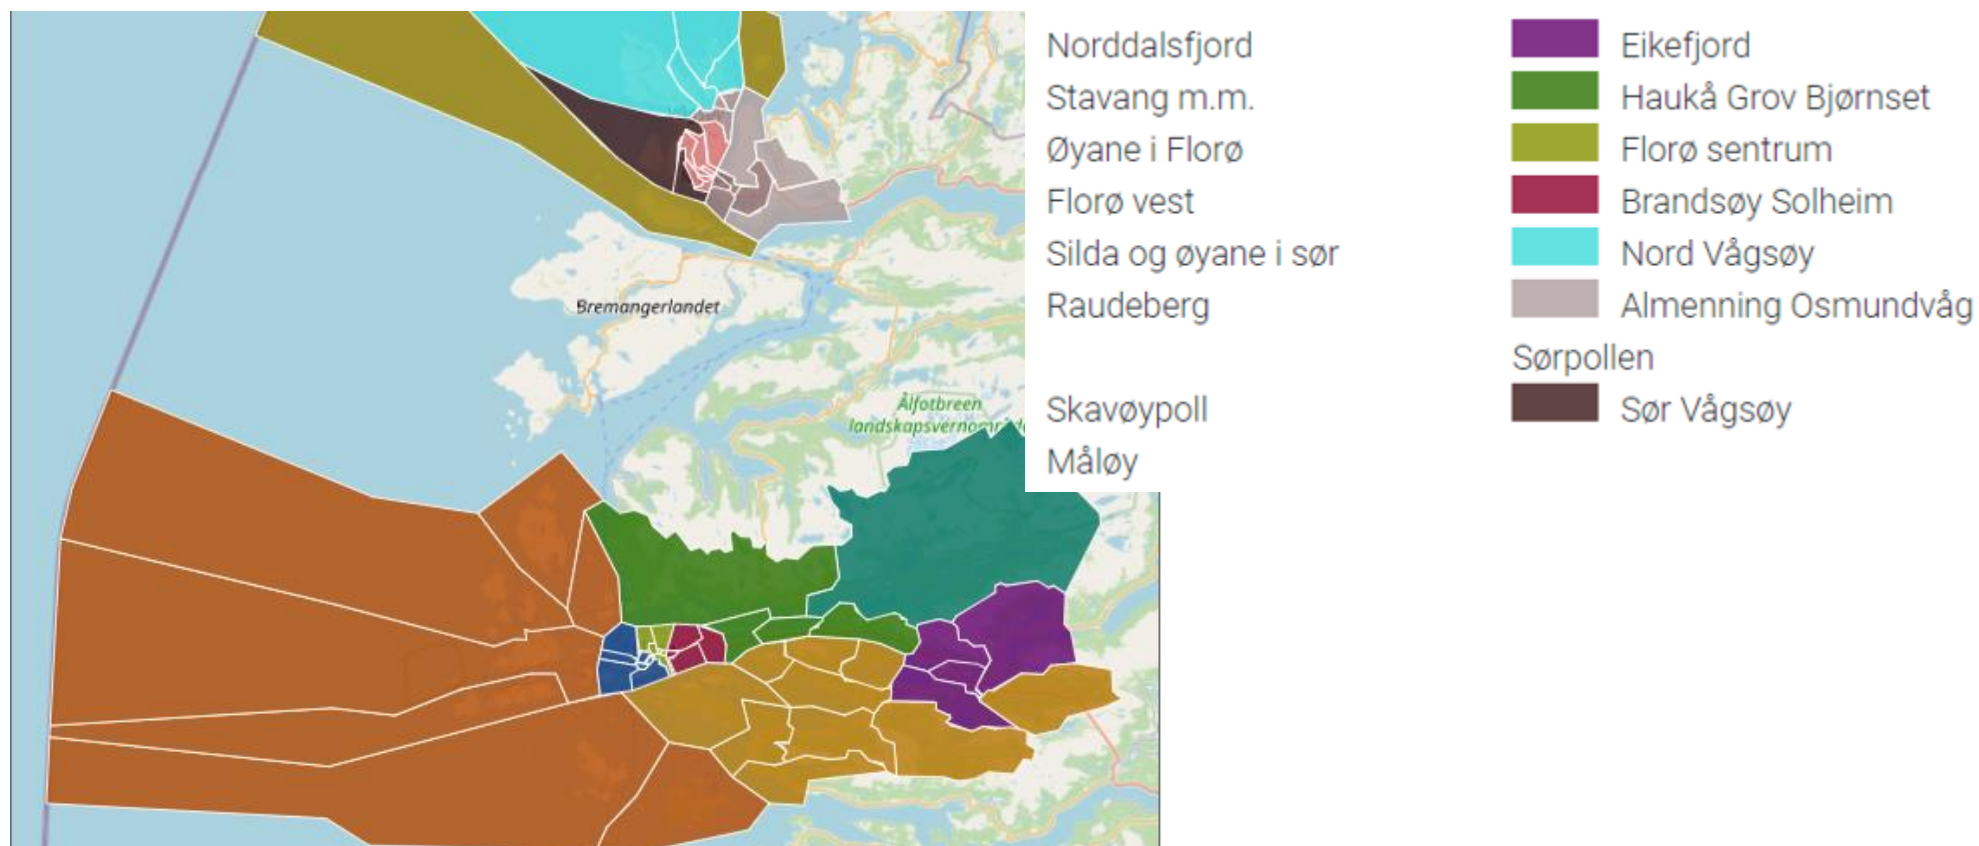 Norddalsfjord
Stavang m.m.
Øyane i Florø
Florø vest
Silda og øyane i sør
Raudeberg
Skavøypoll
Måløy
Eikefjord
Haukå Grov Bjørnset
Florø sentrum
Brandsøy Solheim
Nord Vågsøy
Almenning Osmundvåg
Sørpollen
Sør Vågsøy
Bremangerlandet
Ålfotbreen